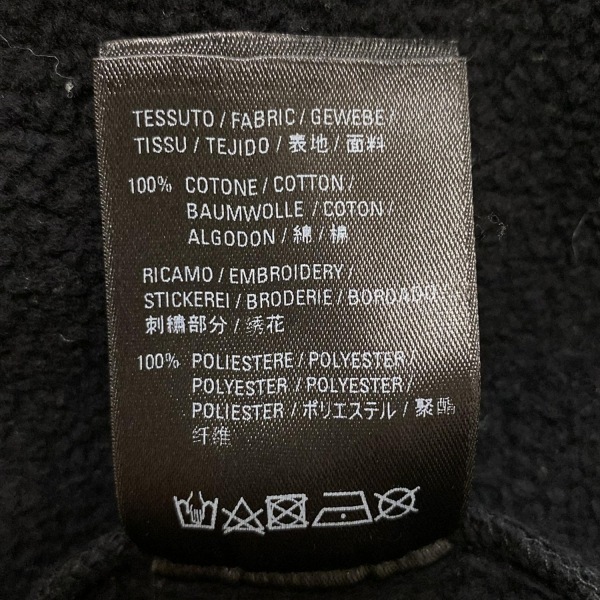 TESSUTO / FABRIC / GEWEBE /
TISSU / TEJIDO / 表地 / 面料
100% COTONE / COTTON /
BAUMWOLLE / COTON /
ALGODON / 綿 / 棉
RICAMO / EMBROIDERY /
STICKEREI / BRODERIE / BORDADO
刺繍部分 / 绣花
100% POLIESTERE / POLYESTER /
POLYESTER / POLYESTER /
POLIESTER / ポリエステル / 聚酯
纤维